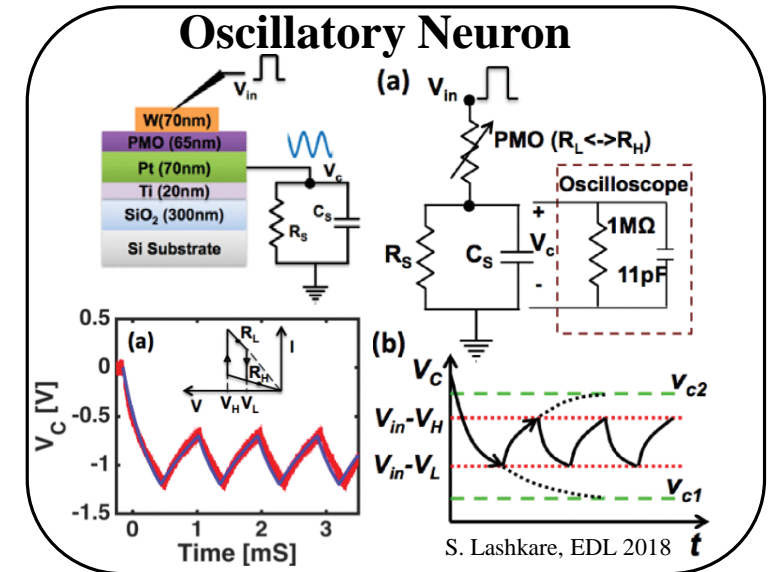 Oscillatory Neuron
V_in
W(70nm)
PMO (65nm)
Pt (70nm)
Ti (20nm)
SiO₂ (300nm)
Si Substrate
V_c
R_S
C_S
(a)
V_in
PMO (R_L<->R_H)
Oscilloscope
R_S
C_S
+
V_c
-
1MΩ
11pF
(a)
V_C [V]
0.5
0
-0.5
-1
-1.5
0 1 2 3
Time [mS]
R_L
I
R_H
V
V_H V_L
(b)
V_C
v_c2
V_in-V_H
V_in-V_L
v_c1
S. Lashkare, EDL 2018
t